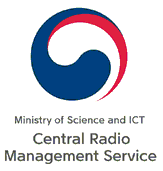 Ministry of Science and ICT
Central Radio
Management Service